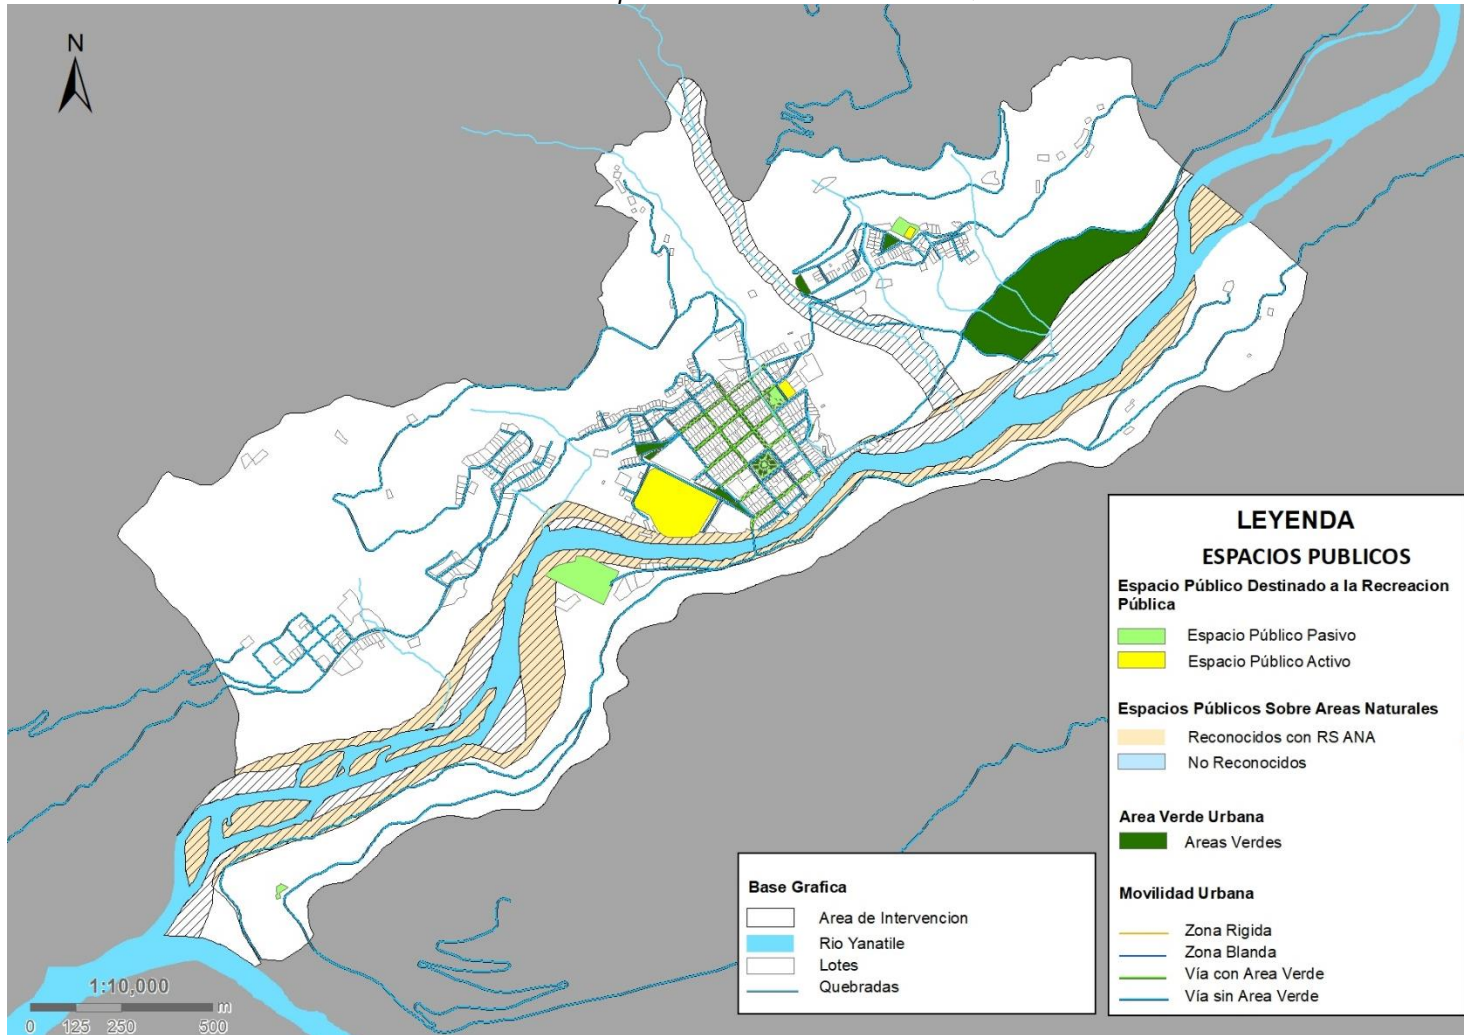 N
LEYENDA
ESPACIOS PUBLICOS
Espacio Público Destinado a la Recreacion
Pública
Espacio Público Pasivo
Espacio Público Activo
Espacios Públicos Sobre Areas Naturales
Reconocidos con RS ANA
No Reconocidos
Area Verde Urbana
Areas Verdes
Movilidad Urbana
Zona Rigida
Zona Blanda
Vía con Area Verde
Vía sin Area Verde
Base Grafica
Area de Intervencion
Rio Yanatile
Lotes
Quebradas
1:10,000
m
0 125 250 500